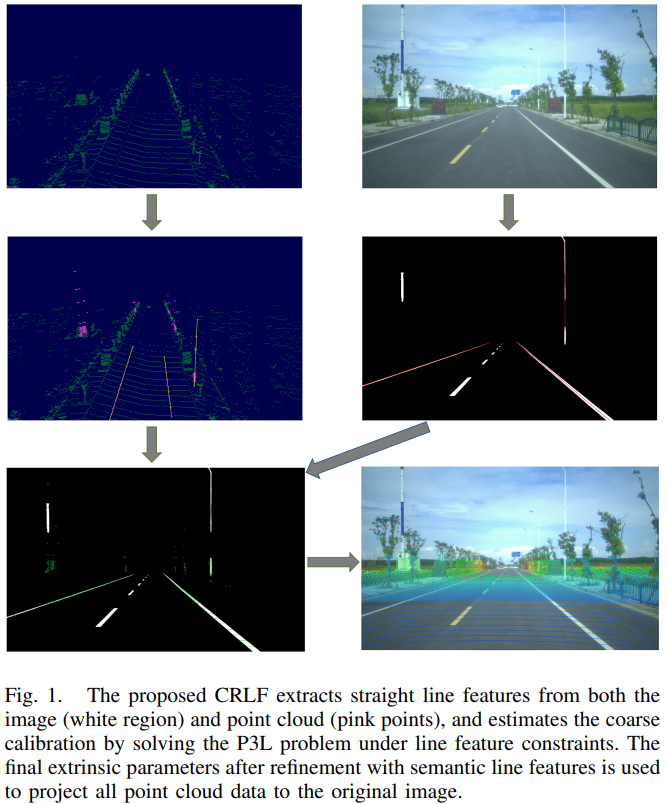 Fig. 1. The proposed CRLF extracts straight line features from both the
image (white region) and point cloud (pink points), and estimates the coarse
calibration by solving the P3L problem under line feature constraints. The
final extrinsic parameters after refinement with semantic line features is used
to project all point cloud data to the original image.